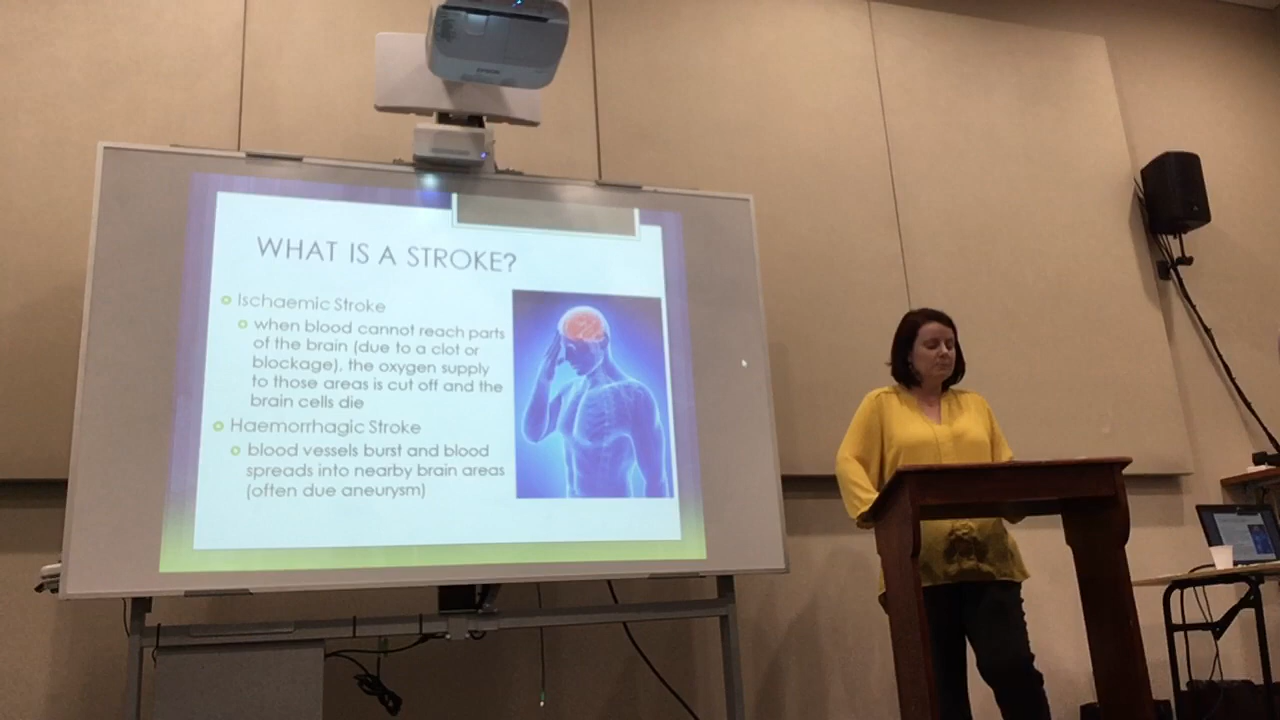 EPSON
WHAT IS A STROKE?
Ischaemic Stroke
when blood cannot reach parts
of the brain (due to a clot or
blockage), the oxygen supply
to those areas is cut off and the
brain cells die
Haemorrhagic Stroke
blood vessels burst and blood
spreads into nearby brain areas
(often due aneurysm)